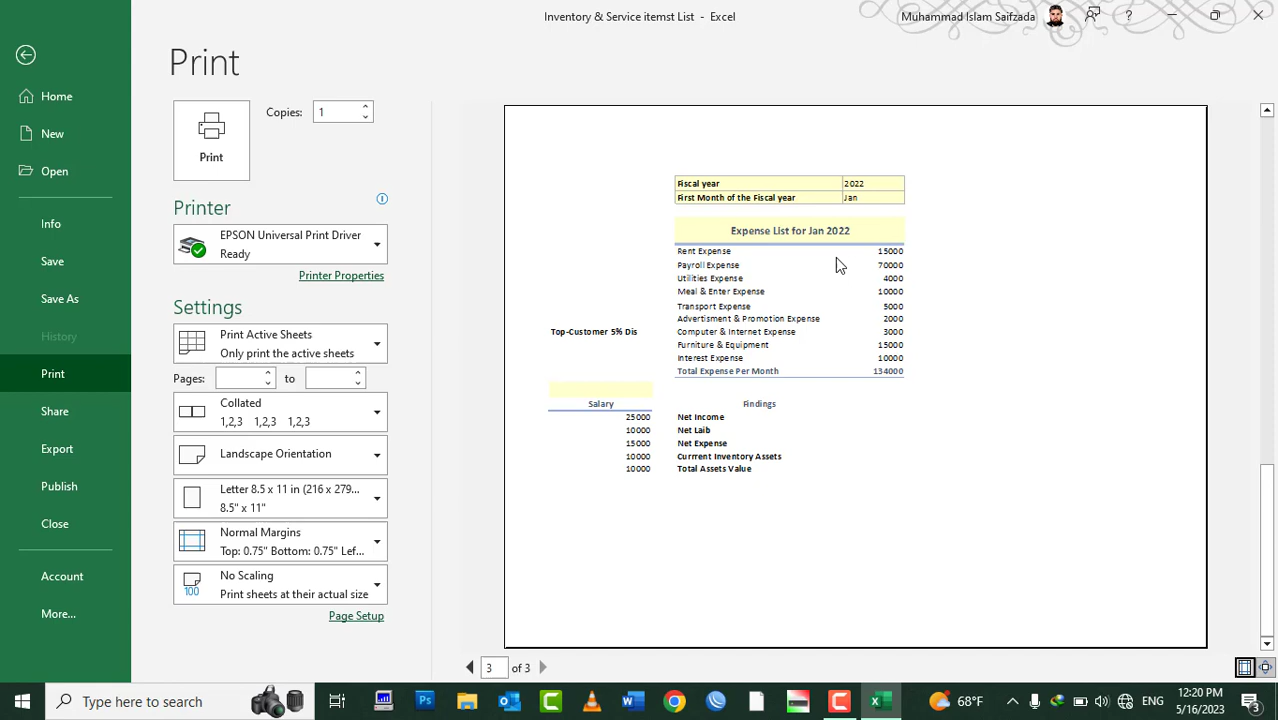 Inventory & Service itemst List - Excel
Muhammad Islam Saifzada
?
Print
Home
New
Open
Info
Save
Save As
History
Print
Share
Export
Publish
Close
Account
More...
Print
Copies: 1
Printer
EPSON Universal Print Driver
Ready
Printer Properties
Settings
Print Active Sheets
Only print the active sheets
Pages: to
Collated
1,2,3 1,2,3 1,2,3
Landscape Orientation
Letter 8.5 x 11 in (216 x 279...
8.5" x 11"
Normal Margins
Top: 0.75" Bottom: 0.75" Lef...
No Scaling
100 Print sheets at their actual size
Page Setup
Fiscal year 2022
First Month of the Fiscal year Jan
Expense List for Jan 2022
Rent Expense 15000
Payroll Expense 70000
Utilities Expense 4000
Meal & Enter Expense 10000
Transport Expense 5000
Advertisment & Promotion Expense 2000
Top-Customer 5% Dis Computer & Internet Expense 3000
Furniture & Equipment 15000
Interest Expense 10000
Total Expense Per Month 134000
Salary Findings
25000 Net Income
10000 Net Laib
15000 Net Expense
10000 Currrent Inventory Assets
10000 Total Assets Value
3 of 3
Type here to search
68°F
ENG
12:20 PM
5/16/2023
3